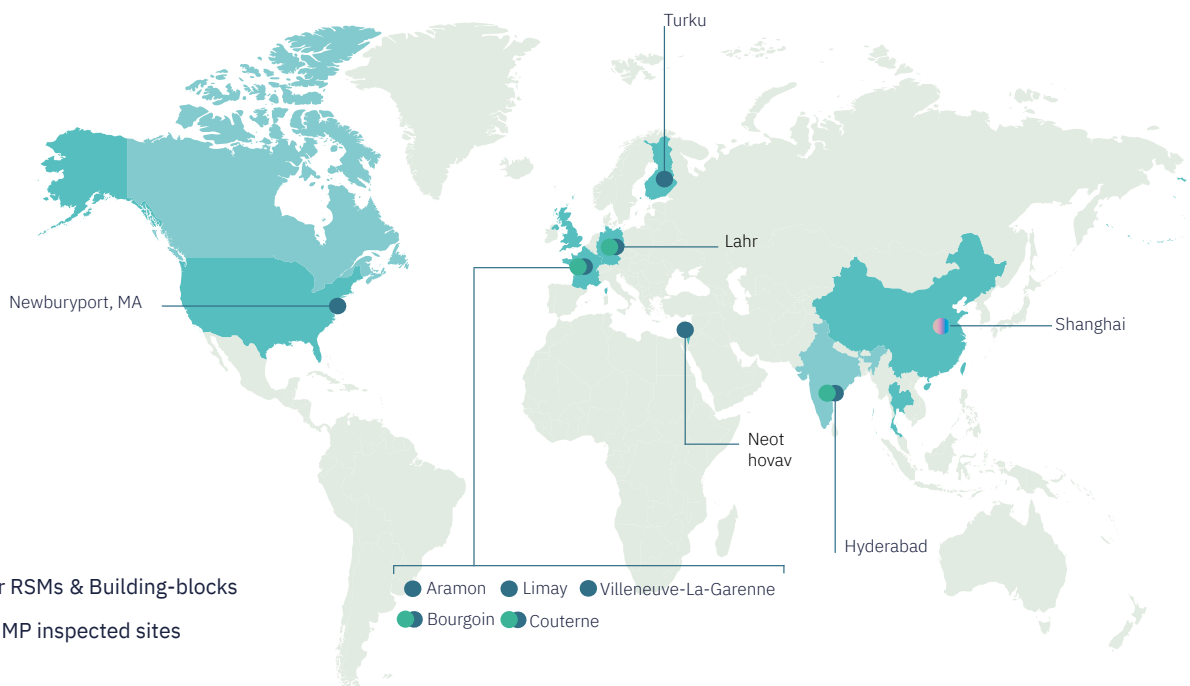 Turku
Lahr
Newburyport, MA
Shanghai
Neot
hovav
Hyderabad
RSMs & Building-blocks
Aramon
Limay
Villeneuve-La-Garenne
Bourgoin
Couterne
MP inspected sites